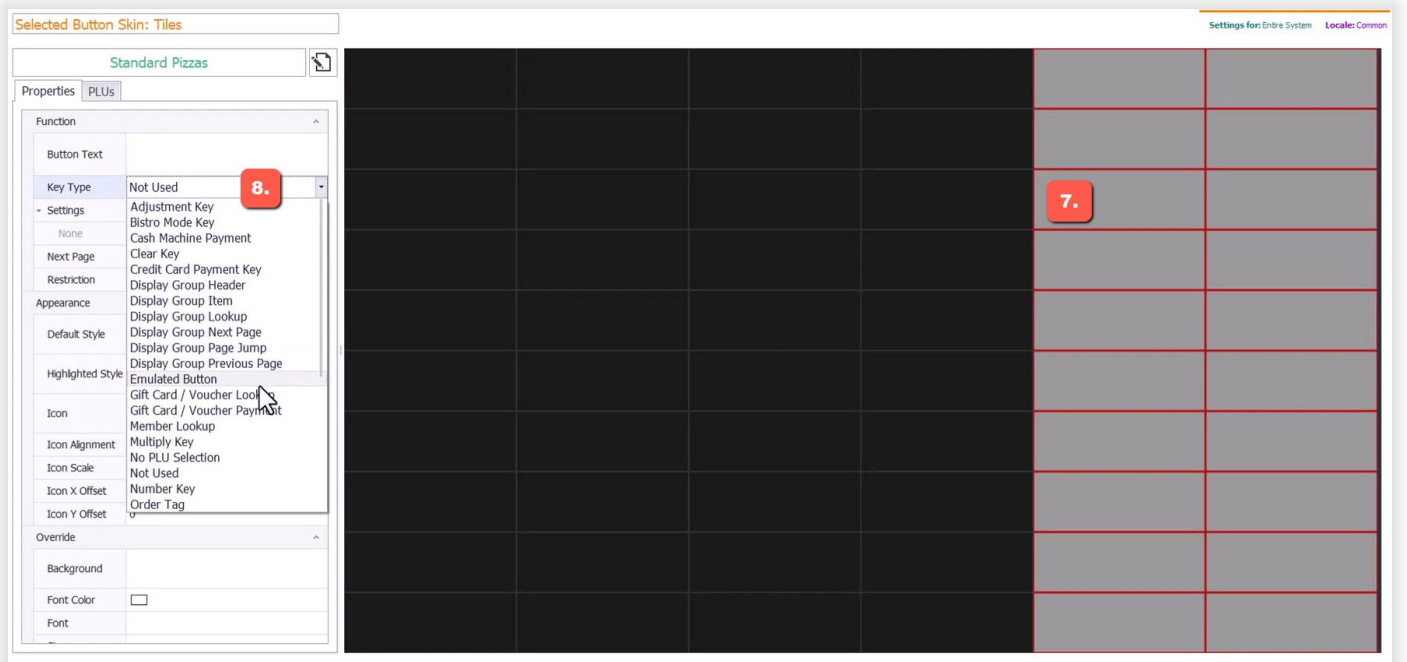 Selected Button Skin: Tiles
Settings for: Entire System Locale: Common
Standard Pizzas
Properties PLUs
Function
Button Text
Key Type Not Used 8.
Settings
None
Next Page
Restriction
Adjustment Key
Bistro Mode Key
Cash Machine Payment
Clear Key
Credit Card Payment Key
Display Group Header
Display Group Item
Display Group Lookup
Display Group Next Page
Display Group Page Jump
Display Group Previous Page
Emulated Button
Gift Card / Voucher
Gift Card / Voucher Payment
Member Lookup
Multiply Key
No PLU Selection
Not Used
Number Key
Order Tag
Appearance
Default Style
Highlighted Style
Icon
Icon Alignment
Icon Scale
Icon X Offset
Icon Y Offset
Override
Background
Font Color
Font
7.